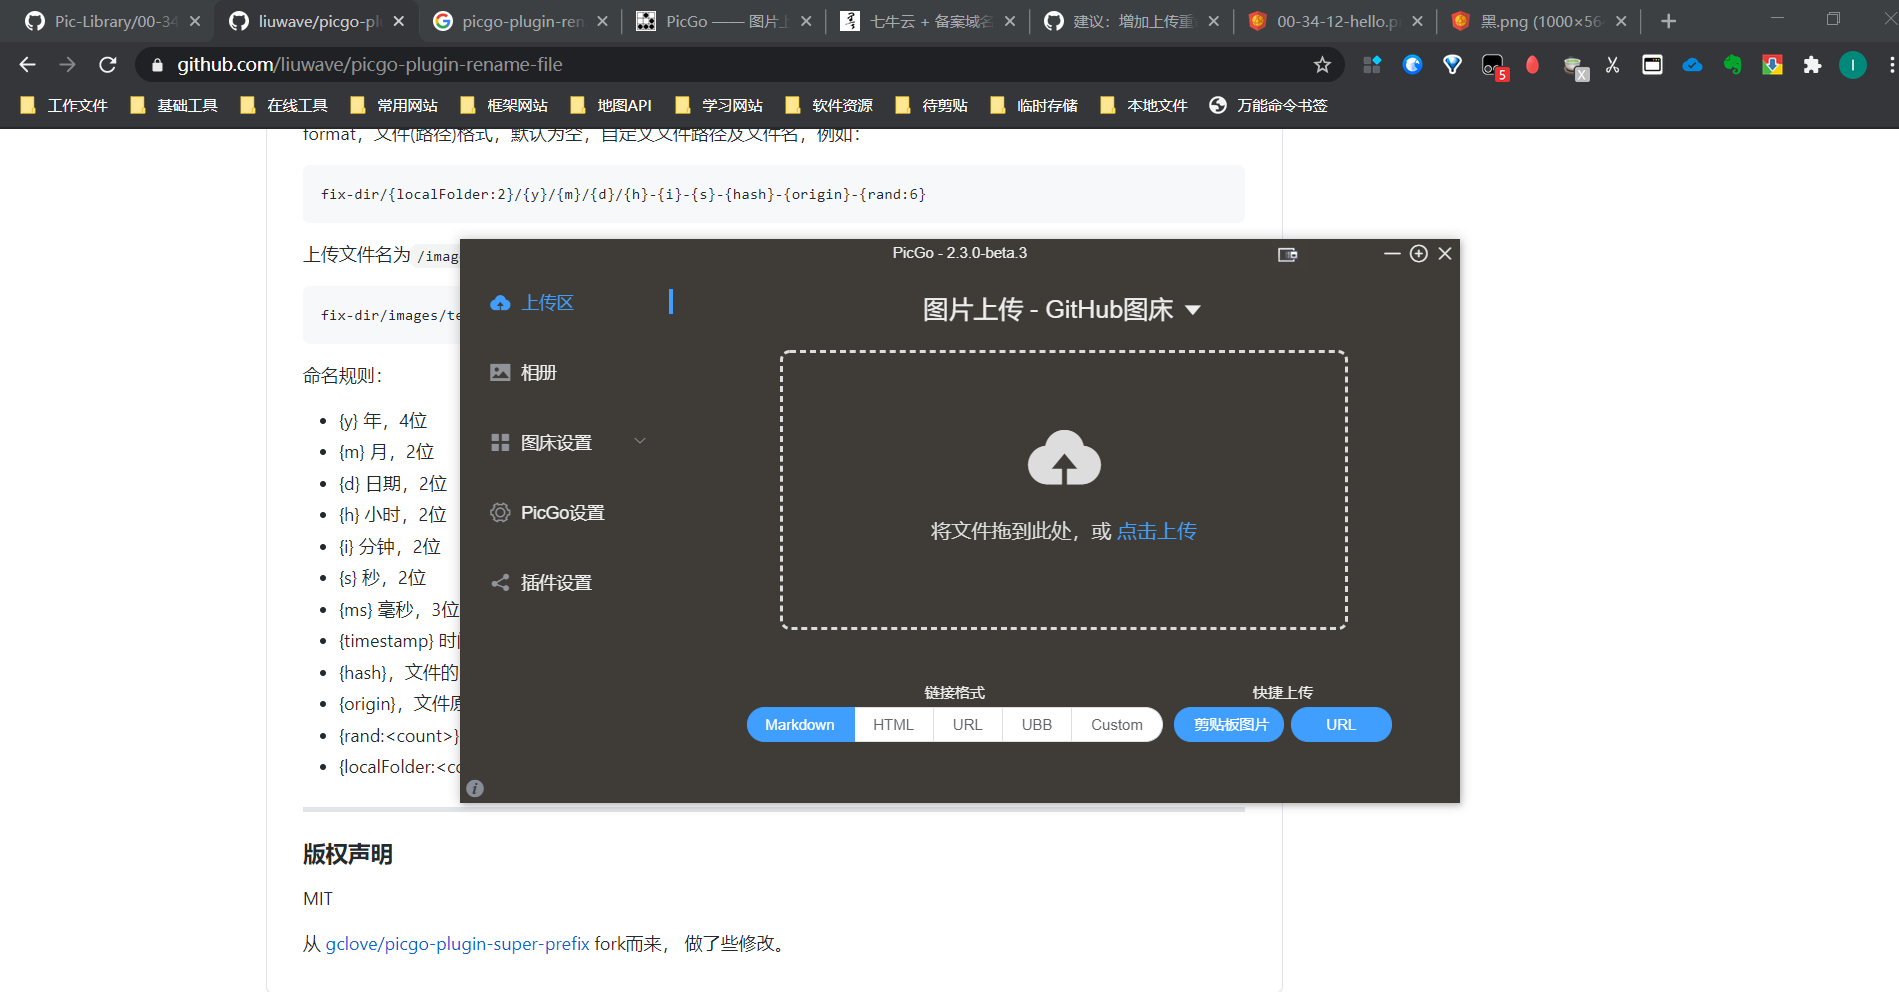 Pic-Library/00-34
liuwave/picgo-pl
picgo-plugin-ren
PicGo —— 图片上
七牛云 + 备案域名
建议：增加上传重
00-34-12-hello.p
黑.png (1000×56
github.com/liuwave/picgo-plugin-rename-file
5
X
I
工作文件
基础工具
在线工具
常用网站
框架网站
地图API
学习网站
软件资源
待剪贴
临时存储
本地文件
万能命令书签
format，文件(路径)格式，默认为空，自定义文件路径及文件名，例如：
fix-dir/{localFolder:2}/{y}/{m}/{d}/{h}-{i}-{s}-{hash}-{origin}-{rand:6}
上传文件名为 /imag
fix-dir/images/te
命名规则：
{y} 年，4位
{m} 月，2位
{d} 日期，2位
{h} 小时，2位
{i} 分钟，2位
{s} 秒，2位
{ms} 毫秒，3位
{timestamp} 时
{hash}，文件的
{origin}，文件原
{rand:<count>}
{localFolder:<co
PicGo - 2.3.0-beta.3
上传区
相册
图床设置
PicGo设置
插件设置
图片上传 - GitHub图床
将文件拖到此处，或 点击上传
链接格式
快捷上传
Markdown
HTML
URL
UBB
Custom
剪贴板图片
URL
i
版权声明
MIT
从 gclove/picgo-plugin-super-prefix fork而来， 做了些修改。